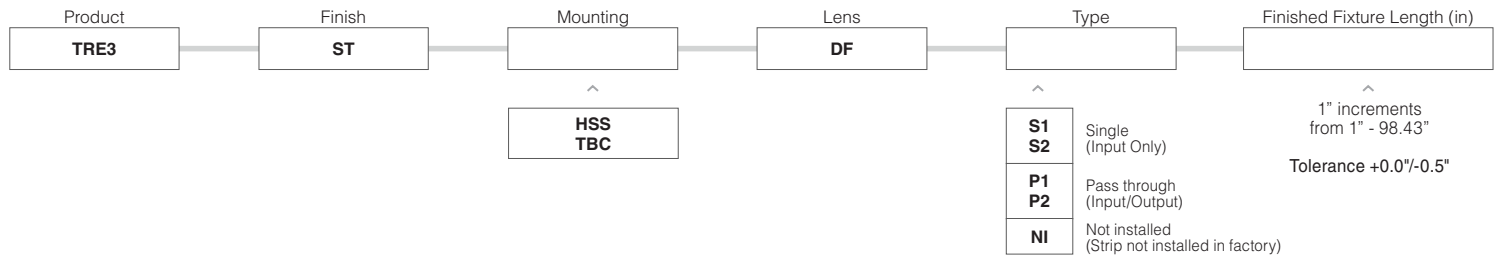 Product Finish Mounting Lens Type Finished Fixture Length (in)
TRE3 ST DF
HSS
TBC
S1
S2
Single
(Input Only)
P1
P2
Pass through
(Input/Output)
NI
Not installed
(Strip not installed in factory)
1” increments
from 1” - 98.43”
Tolerance +0.0"/-0.5"